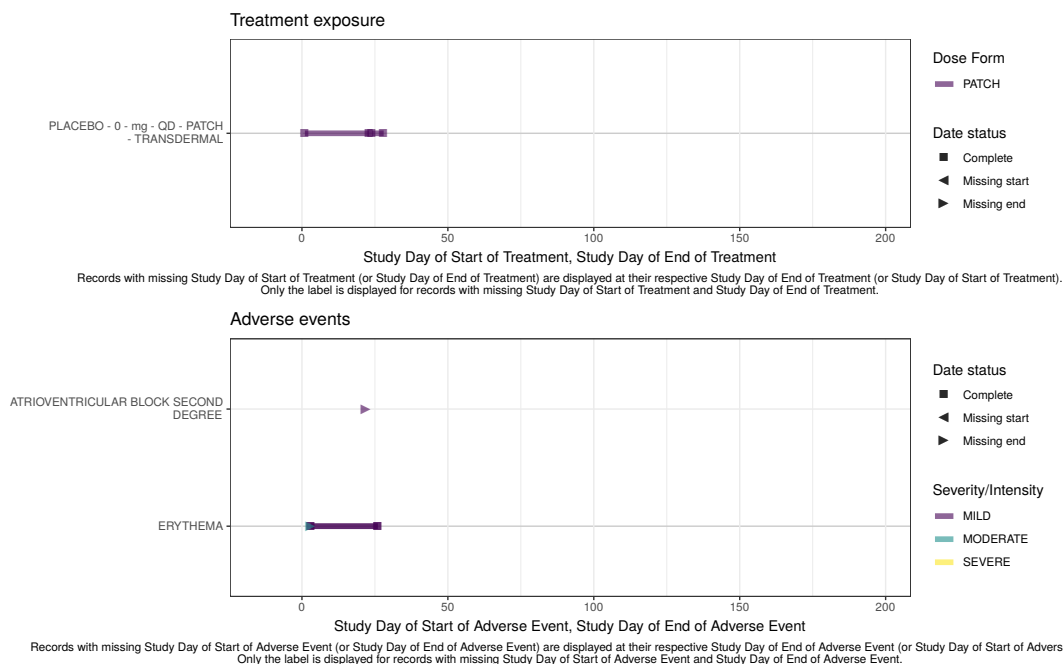 Treatment exposure
Dose Form
PATCH
PLACEBO - 0 - mg - QD - PATCH
- TRANSDERMAL
Date status
Complete
Missing start
Missing end
0 50 100 150 200
Study Day of Start of Treatment, Study Day of End of Treatment
Records with missing Study Day of Start of Treatment (or Study Day of End of Treatment) are displayed at their respective Study Day of End of Treatment (or Study Day of Start of Treatment).
Only the label is displayed for records with missing Study Day of Start of Treatment and Study Day of End of Treatment.
Adverse events
Date status
Complete
Missing start
Missing end
ATRIOVENTRICULAR BLOCK SECOND
DEGREE
Severity/Intensity
MILD
MODERATE
SEVERE
ERYTHEMA
0 50 100 150 200
Study Day of Start of Adverse Event, Study Day of End of Adverse Event
Records with missing Study Day of Start of Adverse Event (or Study Day of End of Adverse Event) are displayed at their respective Study Day of End of Adverse Event (or Study Day of Start of
Only the label is displayed for records with missing Study Day of Start of Adverse Event and Study Day of End of Adverse Event.